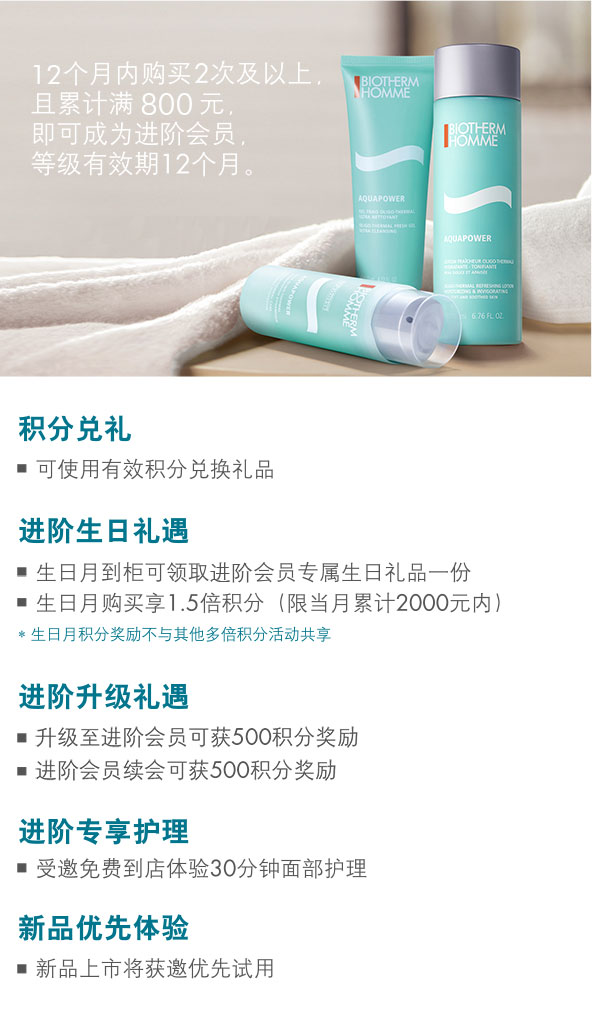 12个月内购买2次及以上，
且累计满 800 元，
即可成为进阶会员，
等级有效期12个月。
BIOTHERM
HOMME
AQUAPOWER
BIOTHERM
HOMME
AQUAPOWER
6.76 FL. OZ.
BIOTHERM
HOMME
AQUAPOWER
积分兑礼
■ 可使用有效积分兑换礼品
进阶生日礼遇
■ 生日月到柜可领取进阶会员专属生日礼品一份
■ 生日月购买享1.5倍积分（限当月累计2000元内）
* 生日月积分奖励不与其他多倍积分活动共享
进阶升级礼遇
■ 升级至进阶会员可获500积分奖励
■ 进阶会员续会可获500积分奖励
进阶专享护理
■ 受邀免费到店体验30分钟面部护理
新品优先体验
■ 新品上市将获邀优先试用